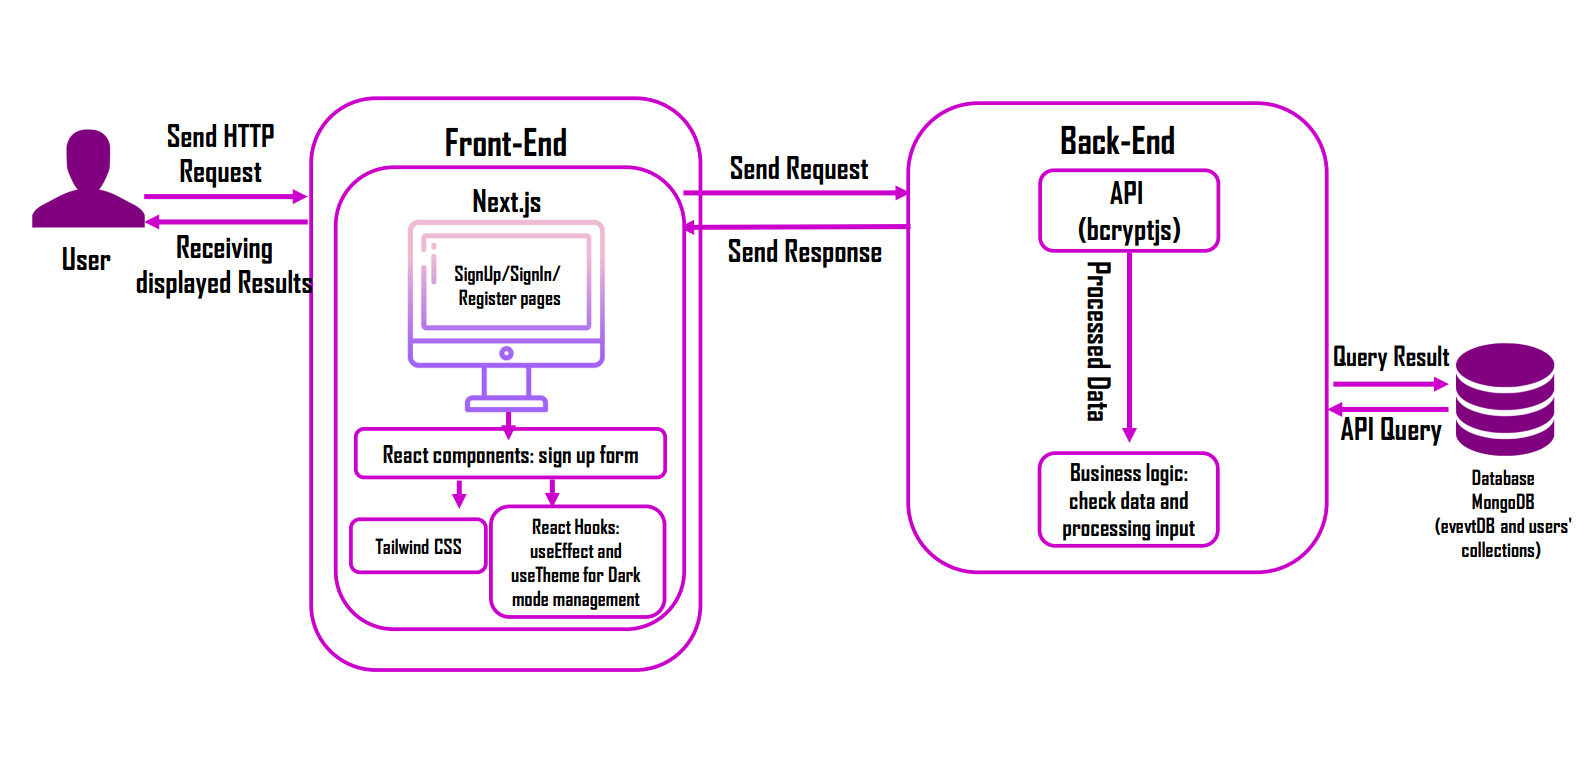 Send HTTP
Request
User
Receiving
displayed Results
Front-End
Next.js
SignUp/SignIn/
Register pages
React components: sign up form
Tailwind CSS
React Hooks:
useEffect and
useTheme for Dark
mode management
Send Request
Send Response
Back-End
API
(bcryptjs)
Processed Data
Business logic:
check data and
processing input
Query Result
API Query
Database
MongoDB
(evevtDB and users'
collections)